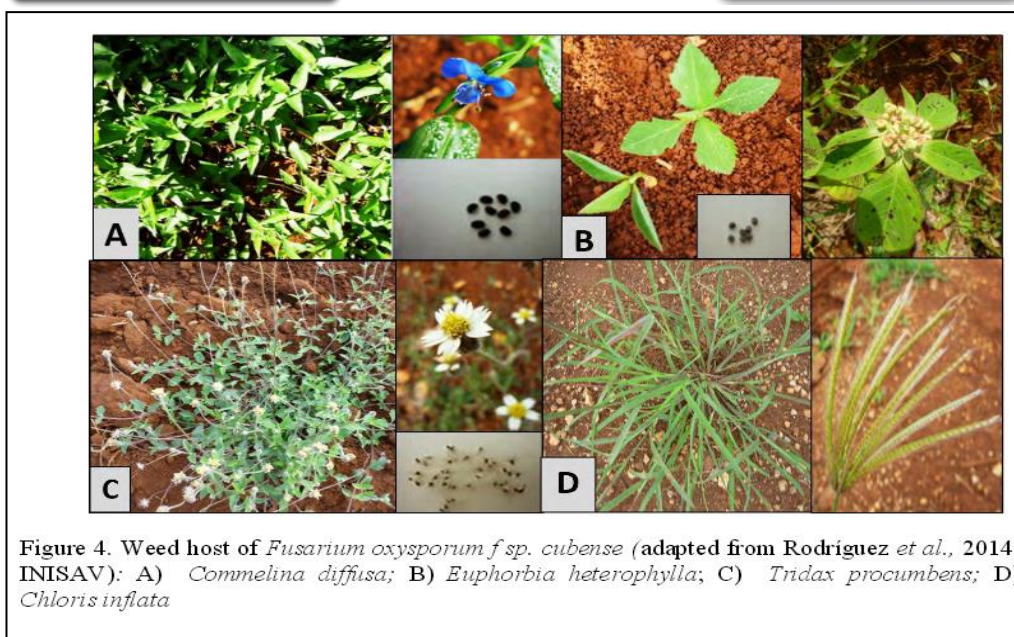 A
B
C
D
Figure 4. Weed host of Fusarium oxysporum f sp. cubense (adapted from Rodríguez et al., 2014
INISAV): A) Commelina diffusa; B) Euphorbia heterophylla; C) Tridax procumbens; D)
Chloris inflata